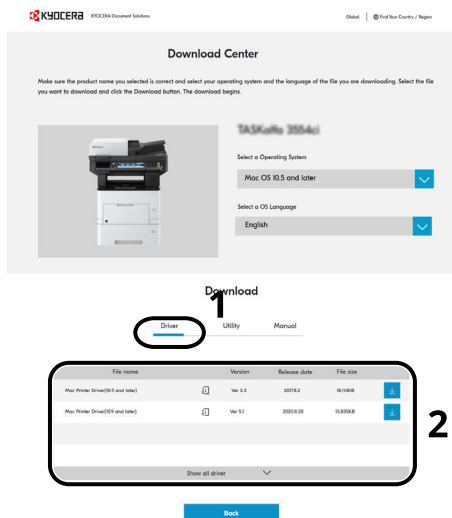 KYOCERA KYOCERA Document Solutions Global Find Your Country / Region
Download Center
Make sure the product name you selected is correct and select your operating system and the language of the file you are downloading. Select the file
you want to download and click the Download button. The download begins.
TASKalfa 3554ci
Select a Operating System
Mac OS 10.5 and later
Select a OS Language
English
Download
1
Driver Utility Manual
File name Version Release date File size
Mac Printer Driver(10.5 and later) Ver 3.3 2017.8.2 18,114KB
Mac Printer Driver(10.9 and later) Ver 5.1 2020.8.20 13,835KB
2
Show all driver
Back